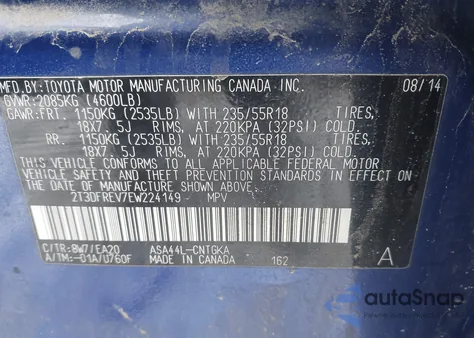 MFD.BY:TOYOTA MOTOR MANUFACTURING CANADA INC. 08/14
GVWR:2085KG (4600LB)
GAWR:FRT. 1150KG (2535LB) WITH 235/55R18
18X7.5J RIMS, AT 220KPA (32PSI) COLD
RR. 1150KG (2535LB) WITH 235/55R18
18X7.5J RIMS, AT 220KPA (32PSI) COLD
THIS VEHICLE CONFORMS TO ALL APPLICABLE FEDERAL MOTOR
VEHICLE SAFETY AND THEFT PREVENTION STANDARDS IN EFFECT ON
THE DATE OF MANUFACTURE SHOWN ABOVE.
2T3DFREV7EW224149 MPV
C/TR:8W7/EA20 ASA44L-CNTGKA
A/TM:-01A/U760F MADE IN CANADA 162 A
autoSnap